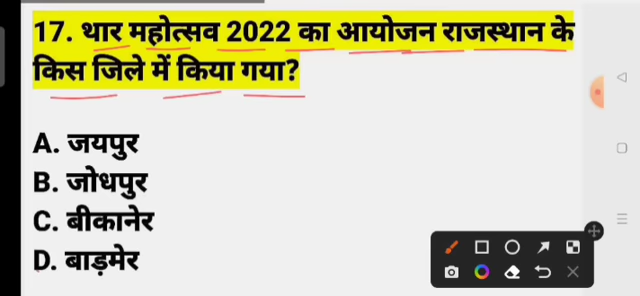 17. थार महोत्सव 2022 का आयोजन राजस्थान के
किस जिले में किया गया?
A. जयपुर
B. जोधपुर
C. बीकानेर
D. बाड़मेर